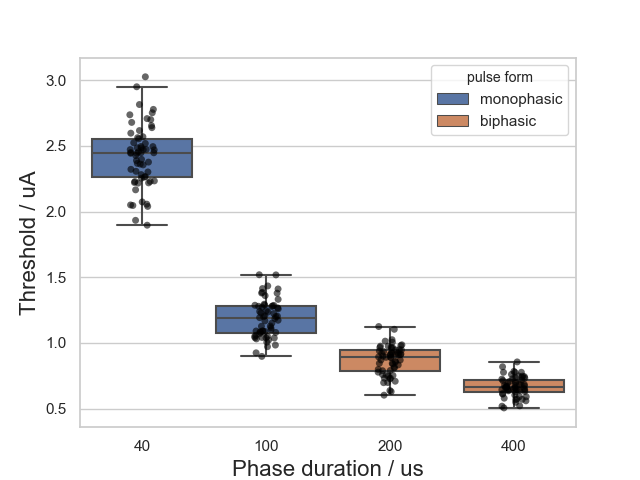 pulse form
monophasic
biphasic
3.0
2.5
2.0
1.5
1.0
0.5
Threshold / uA
40 100 200 400
Phase duration / us